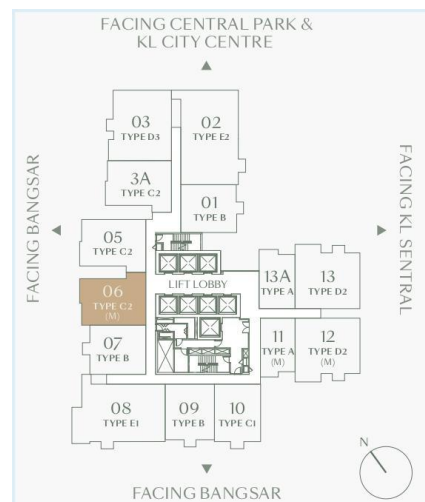 FACING CENTRAL PARK &
KL CITY CENTRE
03
TYPE D3
02
TYPE E2
3A
TYPE C2
01
TYPE B
FACING BANGSAR
FACING KL SENTRAL
05
TYPE C2
LIFT LOBBY
13A
TYPE A
13
TYPE D2
06
TYPE C2
(M)
07
TYPE B
11
TYPE A
(M)
12
TYPE D2
(M)
08
TYPE E1
09
TYPE B
10
TYPE C1
N
FACING BANGSAR